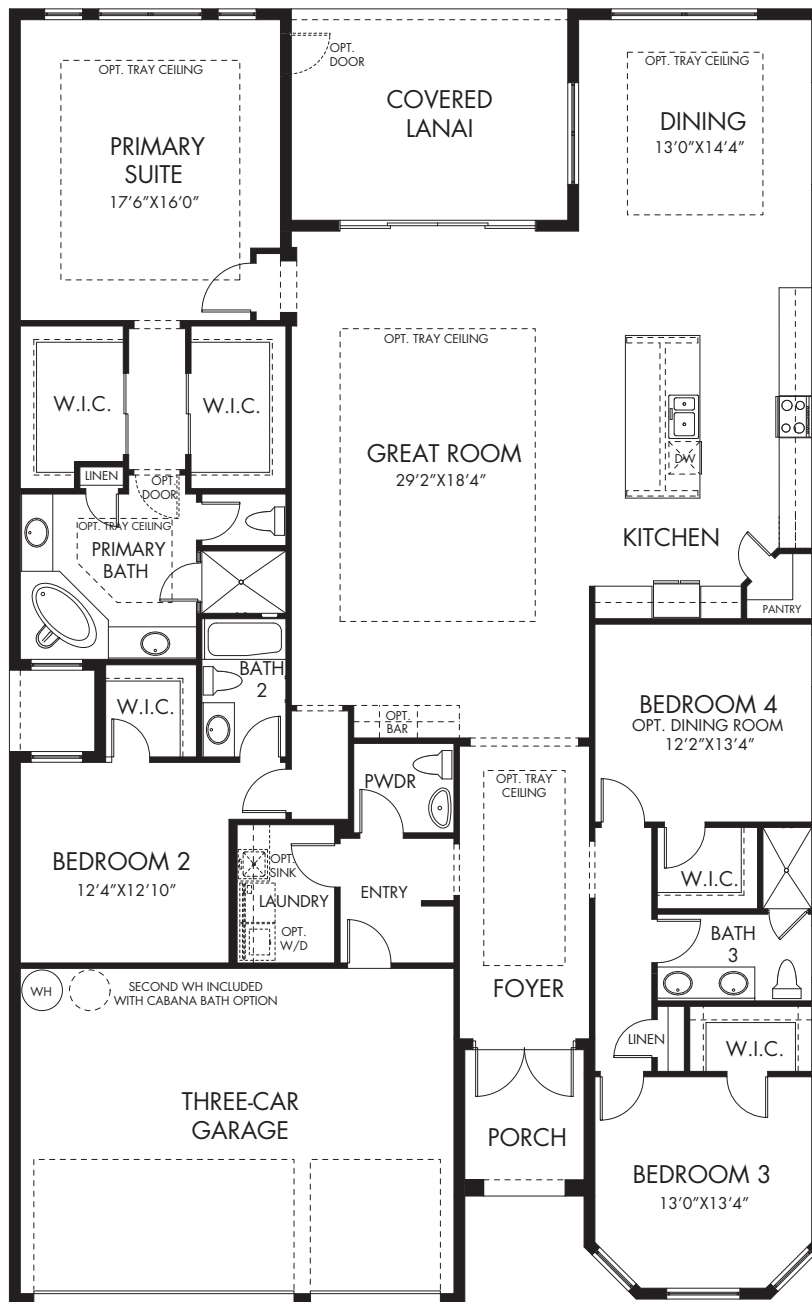 OPT. TRAY CEILING
OPT.
DOOR
COVERED
LANAI
OPT. TRAY CEILING
PRIMARY
SUITE
17'6"X16'0"
DINING
13'0"X14'4"
OPT. TRAY CEILING
W.I.C.
W.I.C.
GREAT ROOM
29'2"X18'4"
DW
LINEN
OPT.
DOOR
OPT. TRAY CEILING
PRIMARY
BATH
KITCHEN
PANTRY
BATH
2
W.I.C.
OPT.
BAR
BEDROOM 4
OPT. DINING ROOM
12'2"X13'4"
PWDR
OPT. TRAY
CEILING
BEDROOM 2
12'4"X12'10"
OPT.
SINK
LAUNDRY
OPT.
W/D
ENTRY
W.I.C.
BATH
3
FOYER
WH
SECOND WH INCLUDED
WITH CABANA BATH OPTION
LINEN
W.I.C.
THREE-CAR
GARAGE
PORCH
BEDROOM 3
13'0"X13'4"